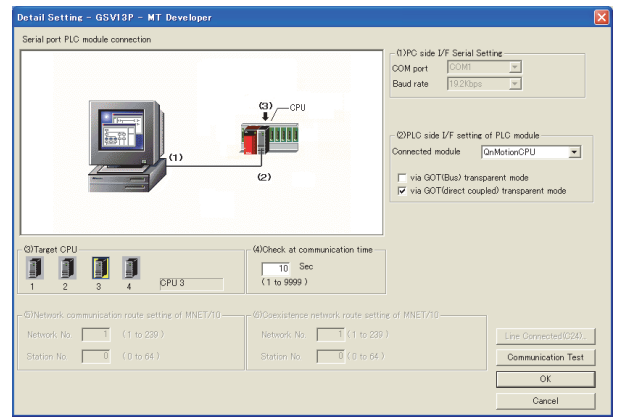 Detail Setting - GSV13P - MT Developer
Serial port PLC module connection
(3) CPU
(1)
(2)
(1)PC side I/F Serial Setting
COM port COM1
Baud rate 19.2Kbps
(2)PLC side I/F setting of PLC module
Connected module QnMotionCPU
via GOT(Bus) transparent mode
via GOT(direct coupled) transparent mode
(3)Target CPU
1 2 3 4 CPU 3
(4)Check at communication time
10 Sec
(1 to 9999 )
(5)Network communication route setting of MNET/10
Network No. 1 (1 to 239 )
Station No. 0 (0 to 64 )
(6)Coexistence network route setting of MNET/10
Network No. 1 (1 to 239 )
Station No. 0 (0 to 64 )
Line Connected(C24)..
Communication Test
OK
Cancel